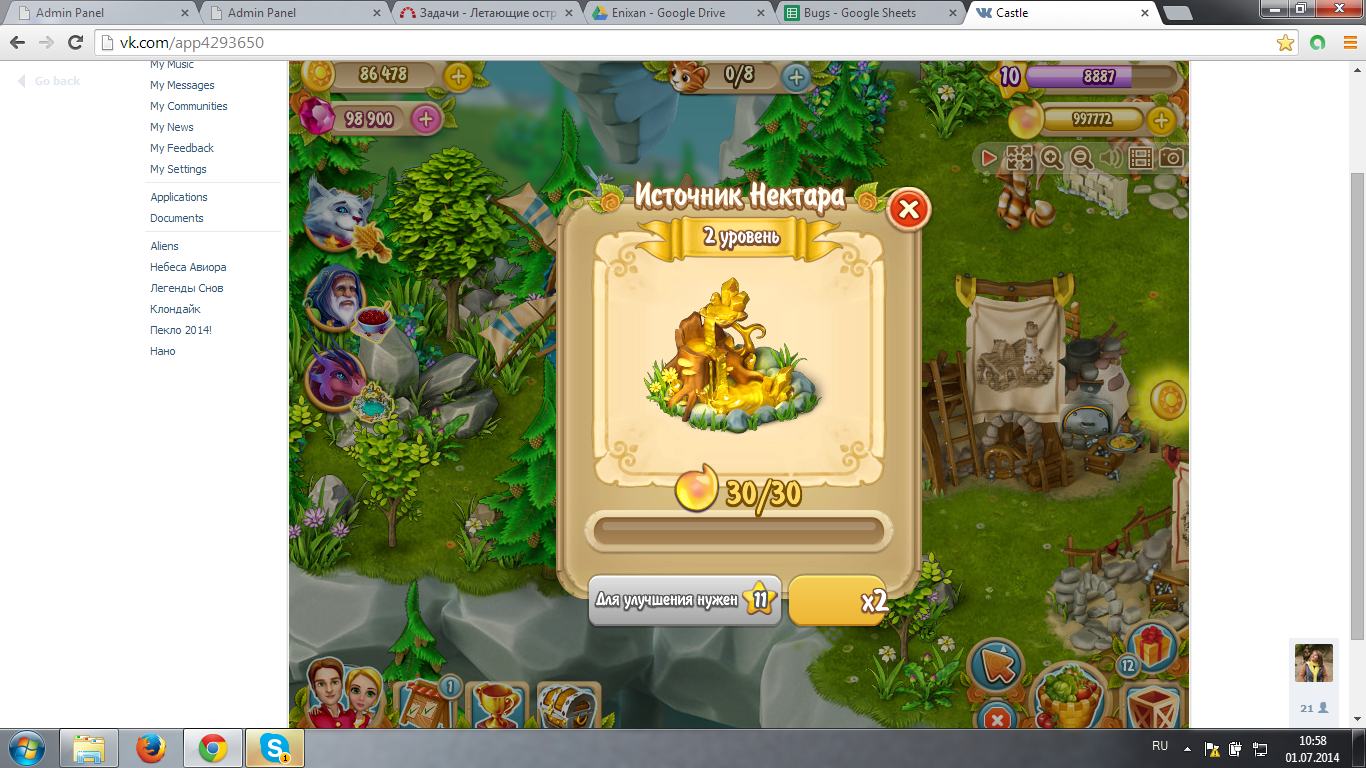 Admin Panel
Admin Panel
Задачи - Летающие остр
Enixan - Google Drive
Bugs - Google Sheets
Castle
vk.com/app4293650
Go back
My Music
My Messages
My Communities
My News
My Feedback
My Settings
Applications
Documents
Aliens
Небеса Авиора
Легенды Снов
Клондайк
Пекло 2014!
Нано
86 478
0/8
10
8887
98 900
997772
Источник Нектара
2 уровень
30/30
Для улучшения нужен 11
x2
1
12
21
1
RU
10:58
01.07.2014